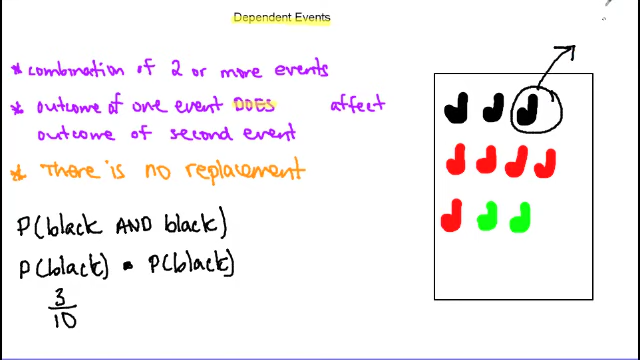 Dependent Events
* combination of 2 or more events
* outcome of one event DOES affect
outcome of second event
* There is no replacement
P(black AND black)
P(black) • P(black)
3
10